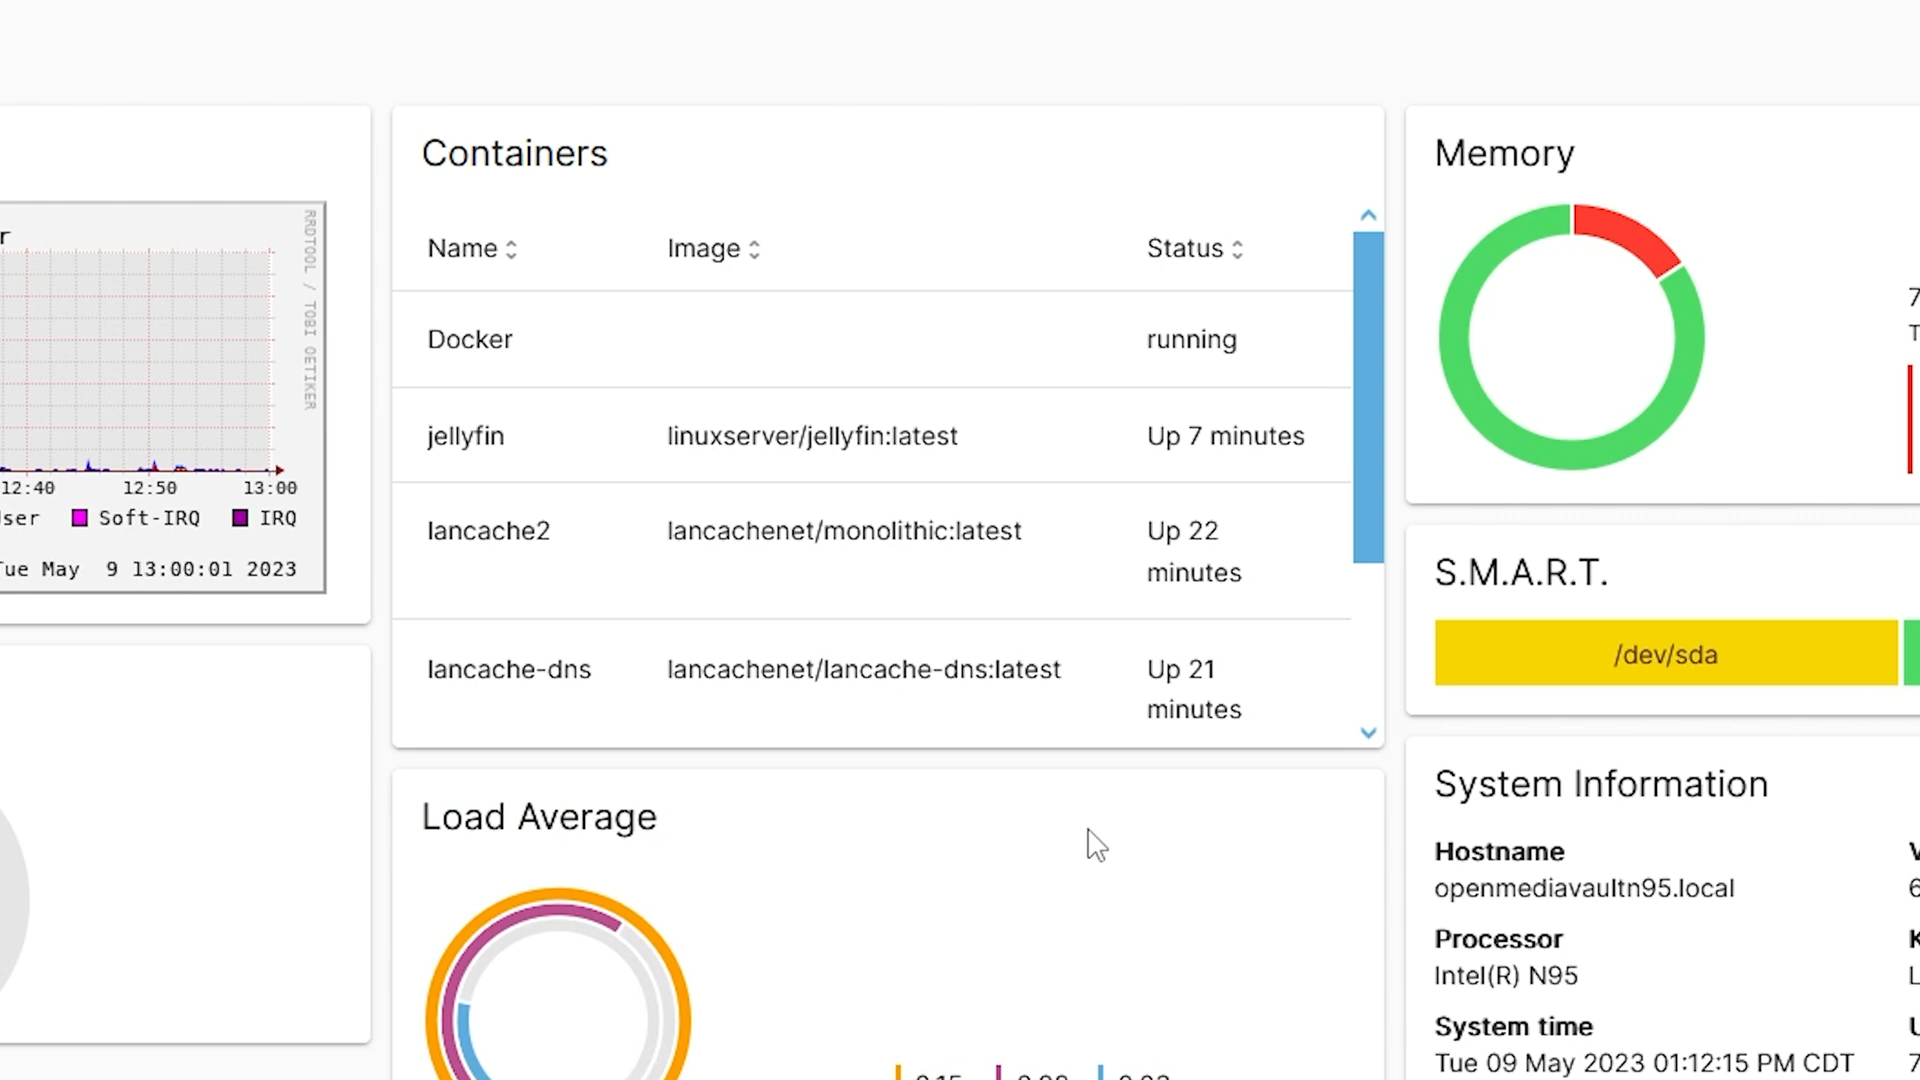 Containers
Name Image Status
Docker running
jellyfin linuxserver/jellyfin:latest Up 7 minutes
lancache2 lancachenet/monolithic:latest Up 22
minutes
lancache-dns lancachenet/lancache-dns:latest Up 21
minutes
Load Average
Memory
S.M.A.R.T.
/dev/sda
System Information
Hostname
openmediavaultn95.local
Processor
Intel(R) N95
System time
Tue 09 May 2023 01:12:15 PM CDT
RRDTOOL / TOBI OETIKER
12:40 12:50 13:00
Soft-IRQ IRQ
May 9 13:00:01 2023